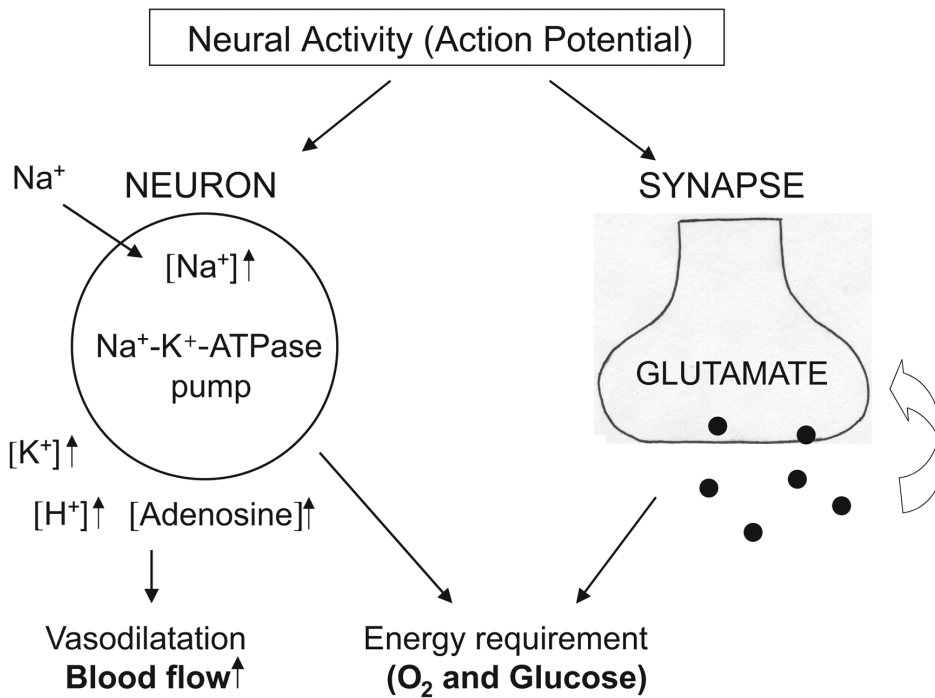 Neural Activity (Action Potential)
Na⁺
NEURON
SYNAPSE
[Na⁺]↑
Na⁺-K⁺-ATPase
pump
GLUTAMATE
[K⁺]↑
[H⁺]↑ [Adenosine]↑
Vasodilatation
Blood flow↑
Energy requirement
(O₂ and Glucose)